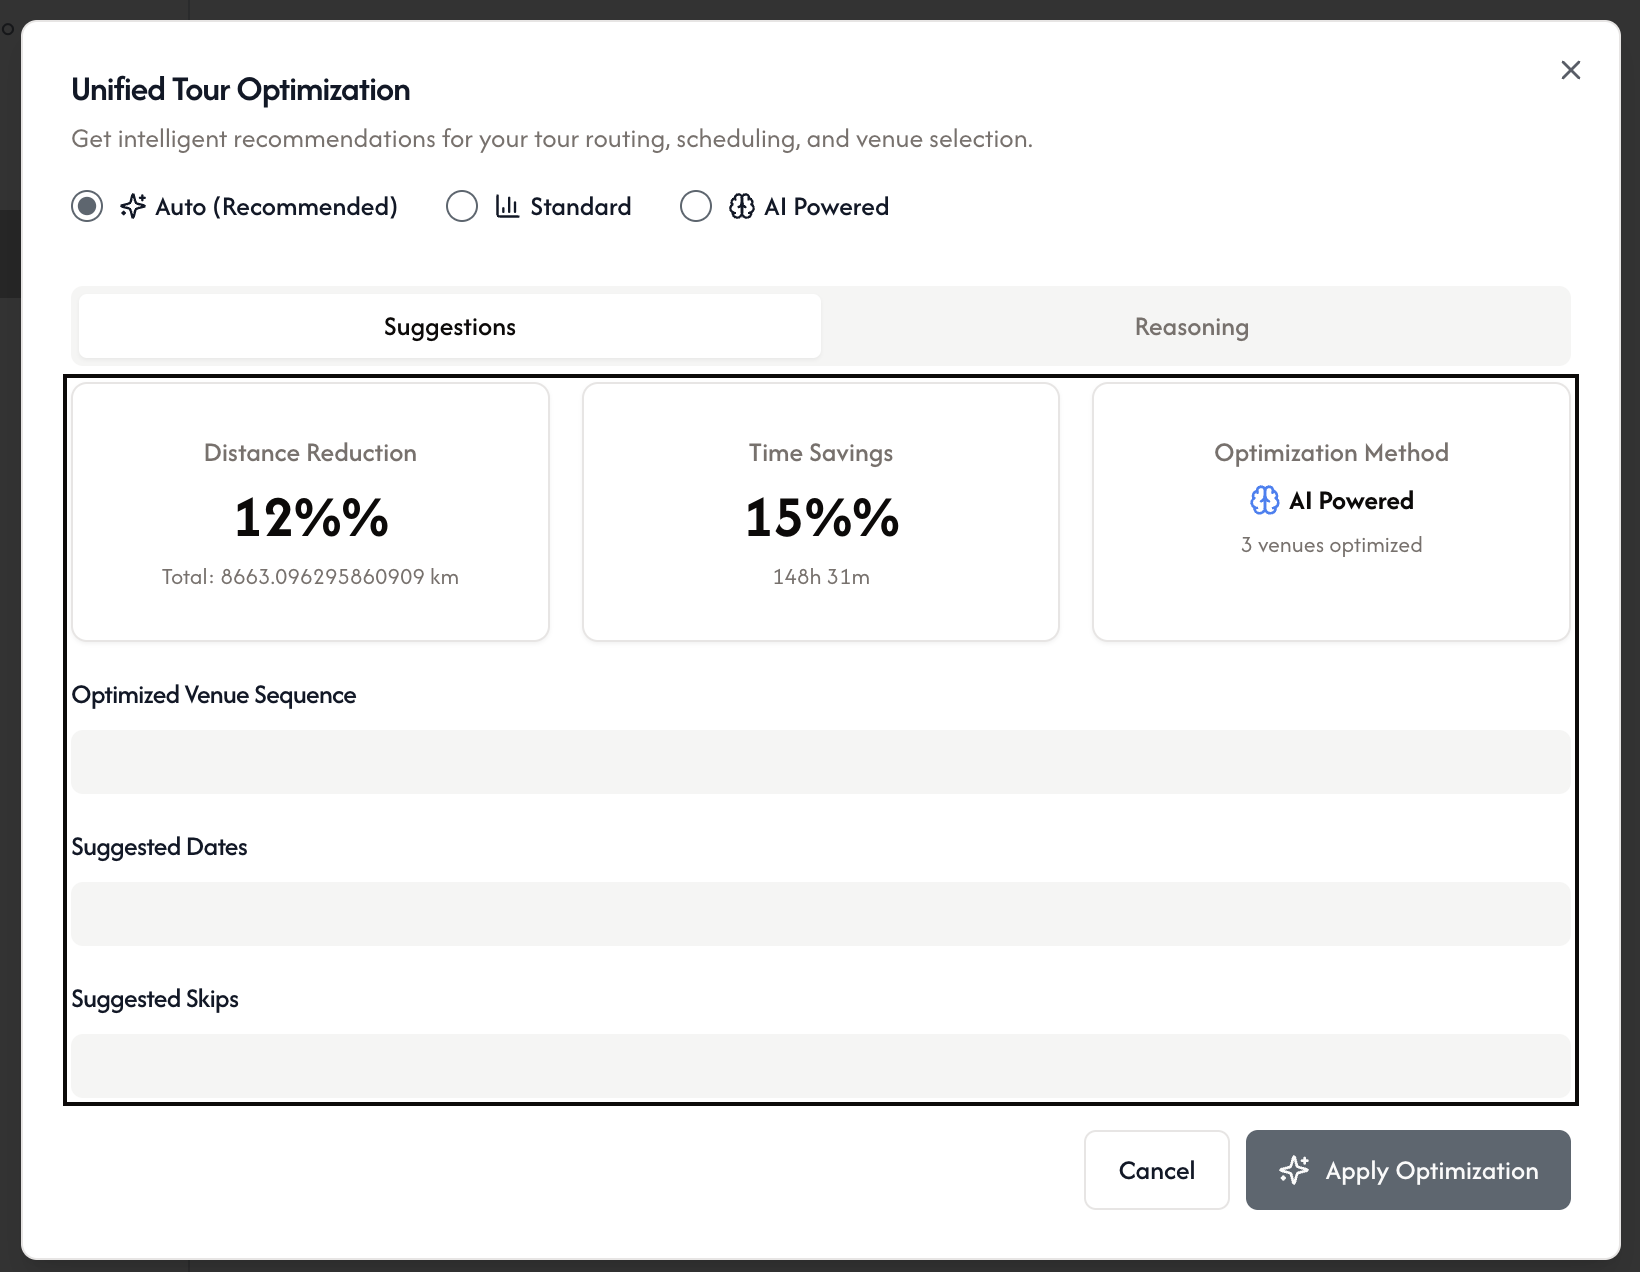 Unified Tour Optimization
Get intelligent recommendations for your tour routing, scheduling, and venue selection.
Auto (Recommended) Standard AI Powered
Suggestions Reasoning
Distance Reduction
12%%
Total: 8663.096295860909 km
Time Savings
15%%
148h 31m
Optimization Method
AI Powered
3 venues optimized
Optimized Venue Sequence
Suggested Dates
Suggested Skips
Cancel Apply Optimization